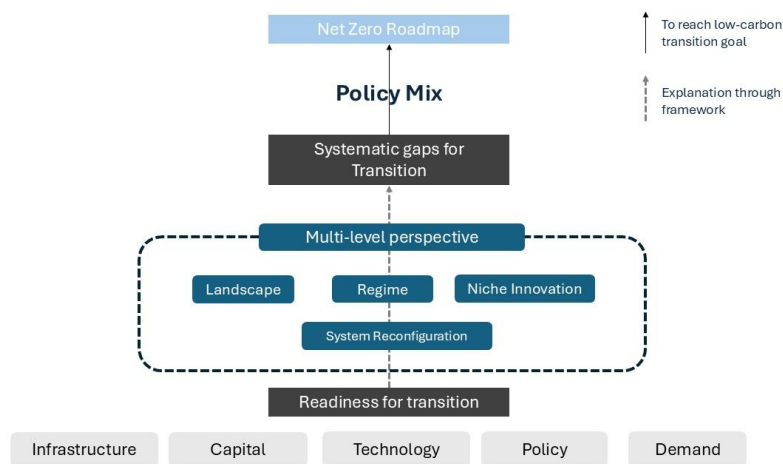 Net Zero Roadmap
To reach low-carbon
transition goal
Policy Mix
Explanation through
framework
Systematic gaps for
Transition
Multi-level perspective
Landscape
Regime
Niche Innovation
System Reconfiguration
Readiness for transition
Infrastructure
Capital
Technology
Policy
Demand